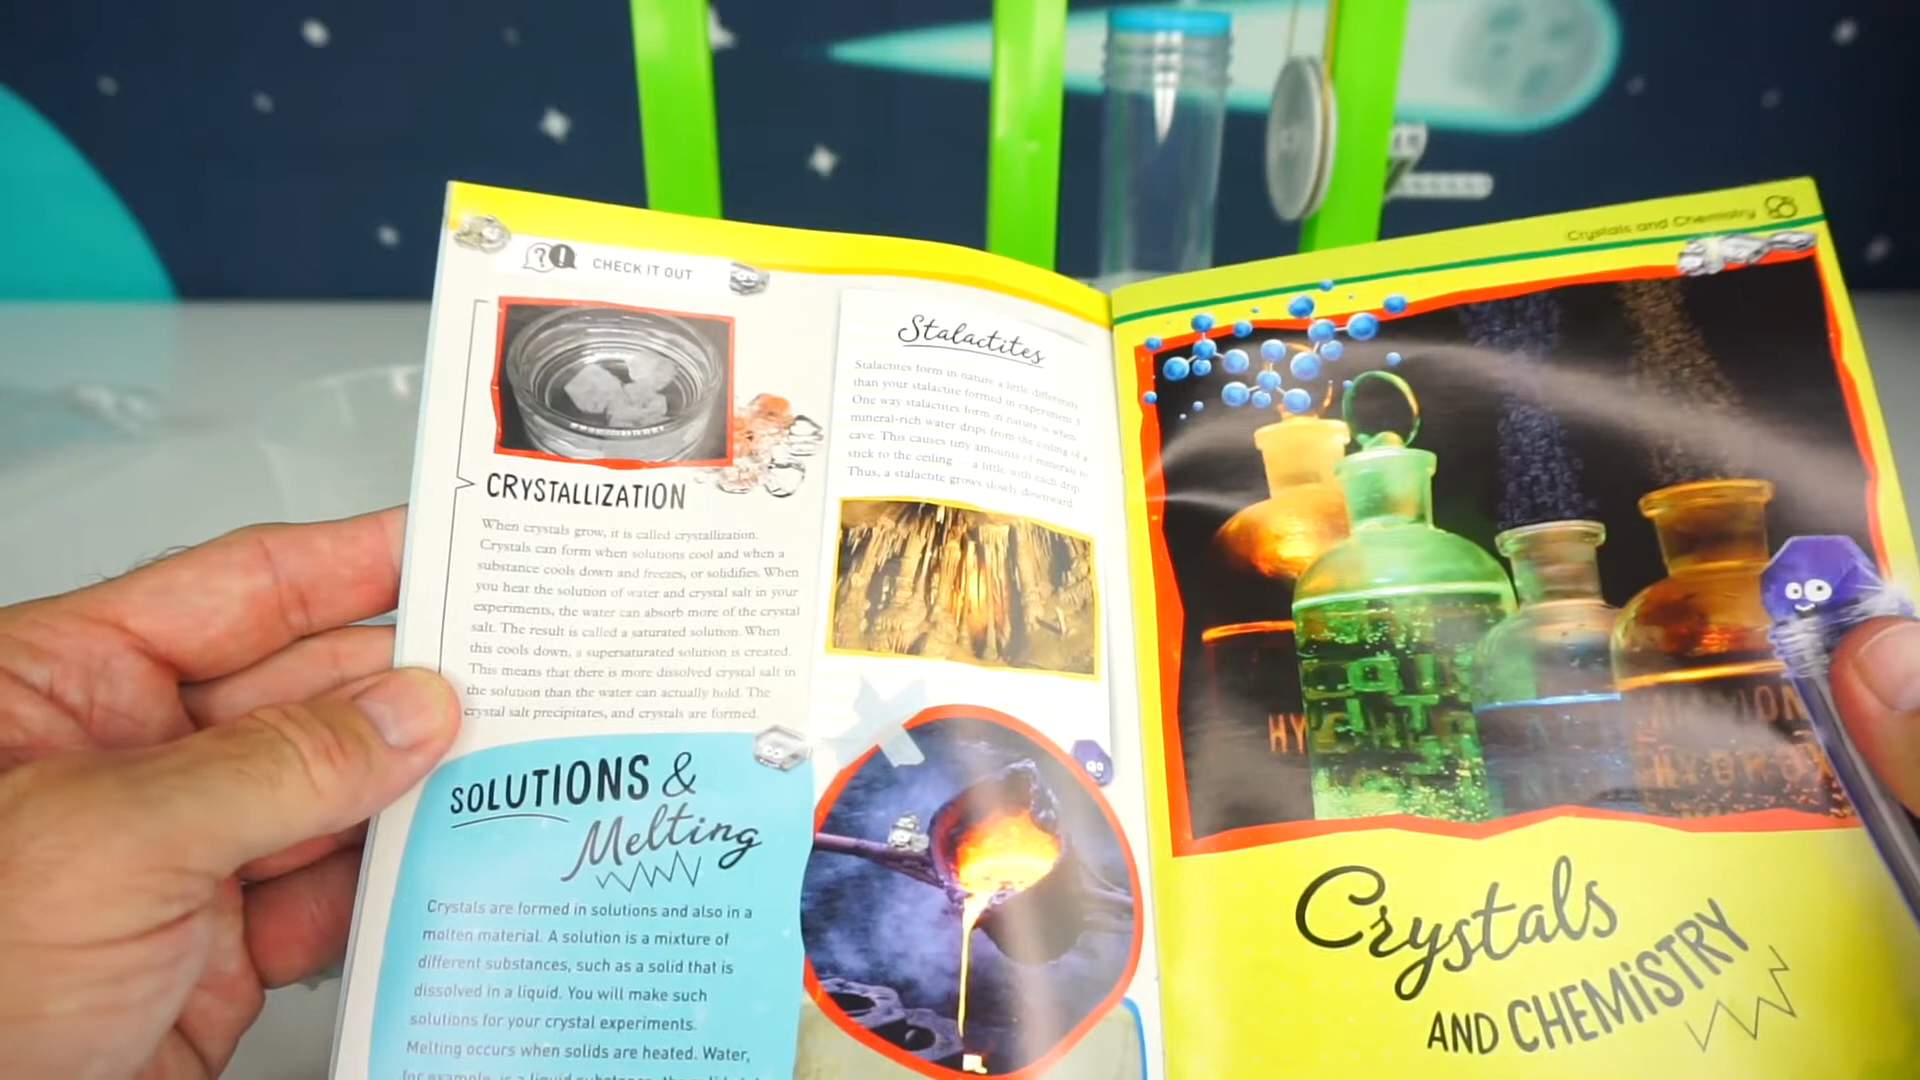 CHECK IT OUT
CRYSTALLIZATION
When crystals grow, it is called crystallization.
Crystals can form when solutions cool and when a
substance cools down and freezes, or solidifies. When
you heat the solution of water and crystal salt in your
experiments, the water can absorb more of the crystal
salt. The result is called a saturated solution. When
this cools down, a supersaturated solution is created.
This means that there is more dissolved crystal salt in
the solution than the water can actually hold. The
crystal salt precipitates, and crystals are formed.
SOLUTIONS &
Melting
Crystals are formed in solutions and also in a
molten material. A solution is a mixture of
different substances, such as a solid that is
dissolved in a liquid. You will make such
solutions for your crystal experiments.
Melting occurs when solids are heated. Water,
for example, is a liquid substance,
Stalactites
Stalactites form in nature a little differently
than your stalactite formed in experiment
One way stalactites form in nature is when
mineral-rich water drips from the ceiling of a
cave. This causes tiny amounts of minerals to
stick to the ceiling — a little with each drip.
Thus, a stalactite grows slowly downward.
Crystals and Chemistry
Crystals
AND CHEMISTRY